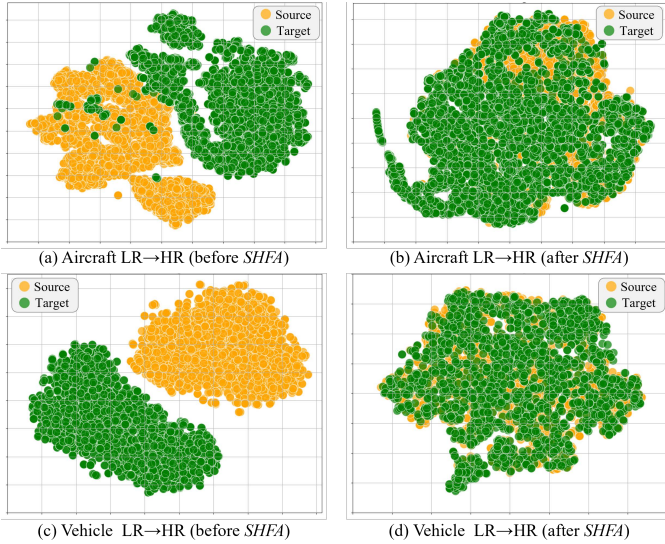 Source
Target
Source
Target
(a) Aircraft LR→HR (before SHFA)
(b) Aircraft LR→HR (after SHFA)
Source
Target
Source
Target
(c) Vehicle LR→HR (before SHFA)
(d) Vehicle LR→HR (after SHFA)